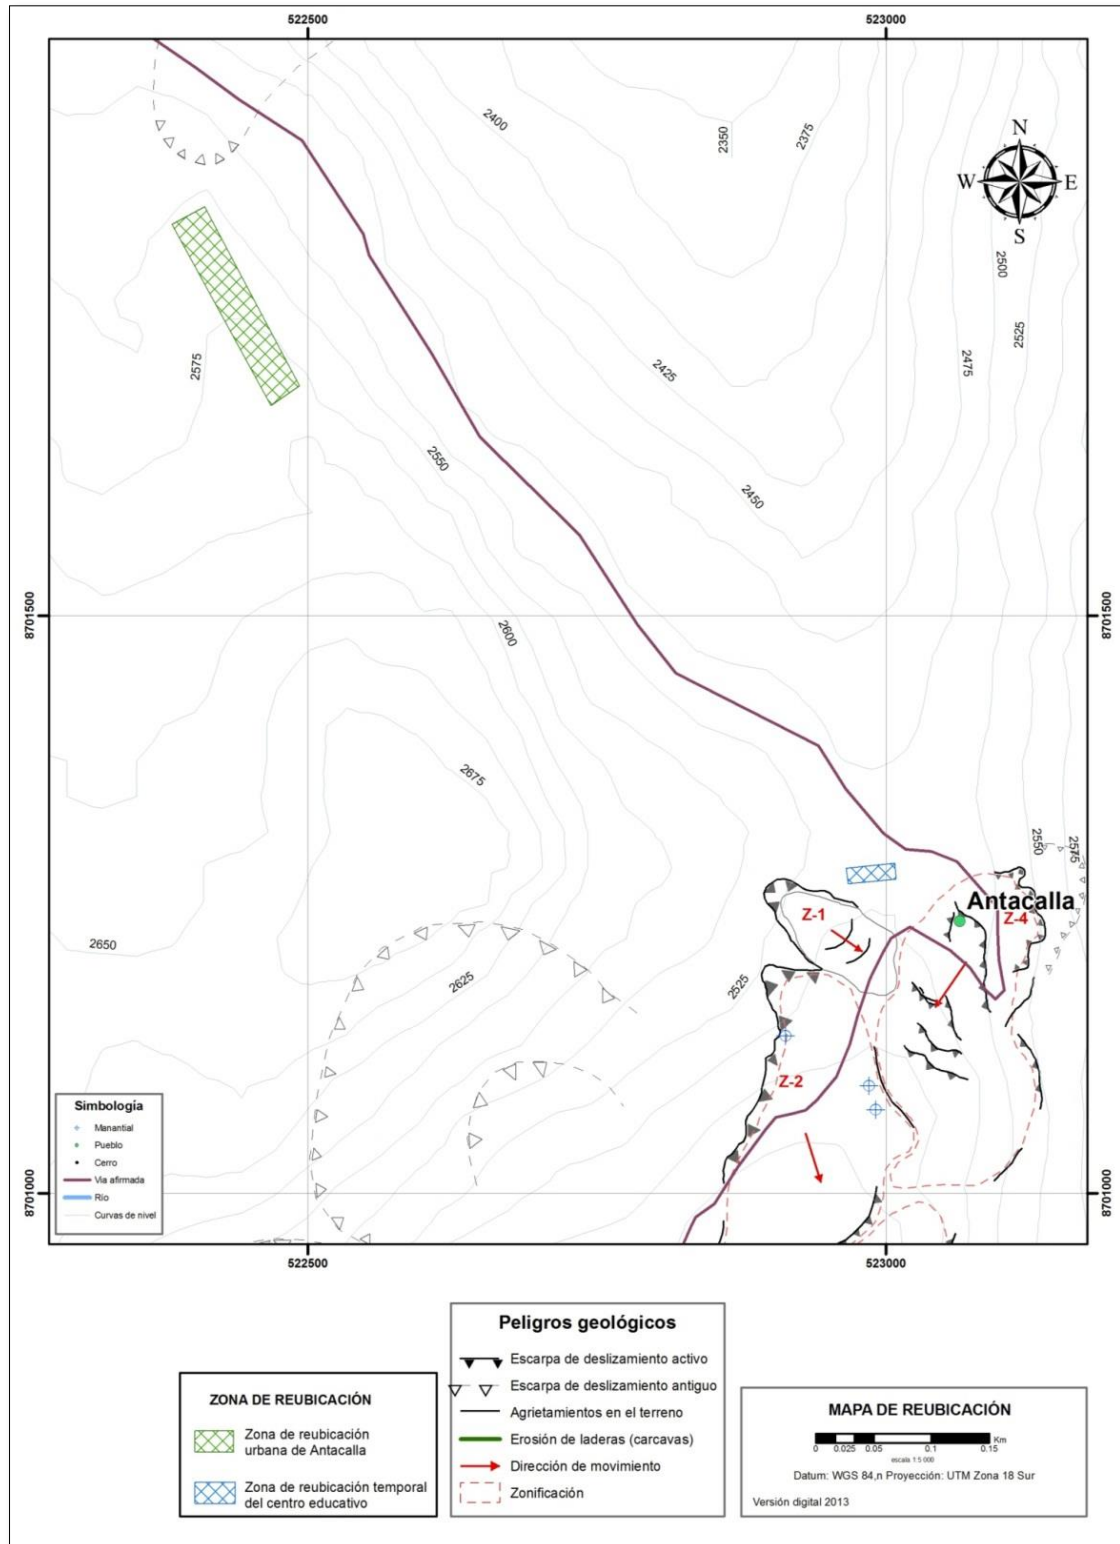 522500
523000
2400
2350
2375
N
W
E
S
2500
2525
2575
2475
2425
2550
2450
8701500
8701500
2600
2675
2550
2575
Antacalla
Z-1
Z-4
2650
2625
2525
Z-2
Simbología
Manantial
Pueblo
Cerro
Via afirmada
Río
Curvas de nivel
8701000
8701000
522500
523000
Peligros geológicos
Escarpa de deslizamiento activo
Escarpa de deslizamiento antiguo
Agrietamientos en el terreno
Erosión de laderas (carcavas)
Dirección de movimiento
Zonificación
ZONA DE REUBICACIÓN
Zona de reubicación
urbana de Antacalla
Zona de reubicación temporal
del centro educativo
MAPA DE REUBICACIÓN
Km
0 0.025 0.05 0.1 0.15
escala 1:5 000
Datum: WGS 84,n Proyección: UTM Zona 18 Sur
Versión digital 2013